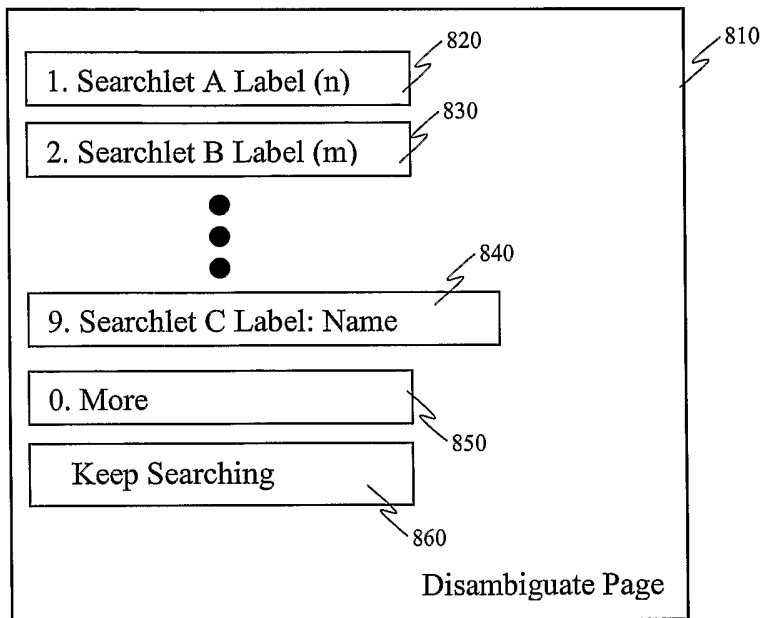 820
810
1. Searchlet A Label (n)
830
2. Searchlet B Label (m)
840
9. Searchlet C Label: Name
0. More
850
Keep Searching
860
Disambiguate Page